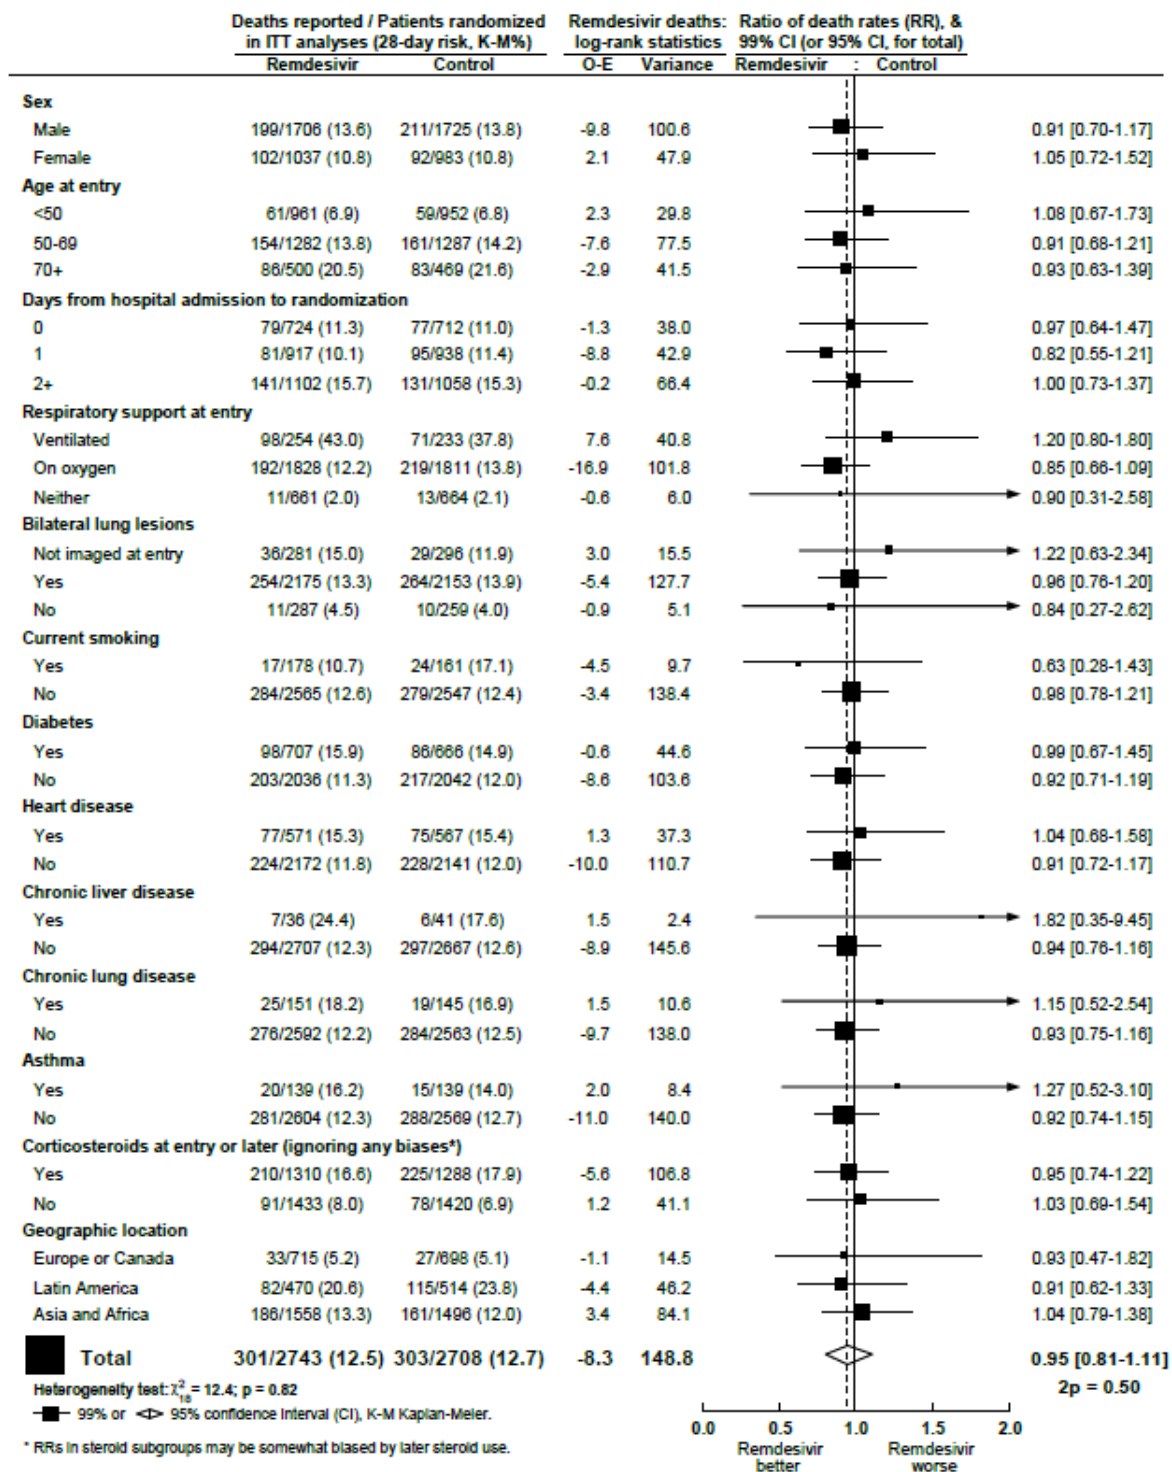 Deaths reported / Patients randomized in ITT analyses (28-day risk, K-M%) Remdesivir deaths: log-rank statistics Ratio of death rates (RR), & 99% CI (or 95% CI, for total)
Remdesivir Control O-E Variance Remdesivir : Control
Sex
Male 199/1706 (13.6) 211/1725 (13.8) -9.8 100.6 0.91 [0.70-1.17]
Female 102/1037 (10.8) 92/983 (10.8) 2.1 47.9 1.05 [0.72-1.52]
Age at entry
<50 61/961 (6.9) 59/952 (6.8) 2.3 29.8 1.08 [0.67-1.73]
50-69 154/1282 (13.8) 161/1287 (14.2) -7.6 77.5 0.91 [0.68-1.21]
70+ 86/500 (20.5) 83/469 (21.6) -2.9 41.5 0.93 [0.63-1.39]
Days from hospital admission to randomization
0 79/724 (11.3) 77/712 (11.0) -1.3 38.0 0.97 [0.64-1.47]
1 81/917 (10.1) 95/938 (11.4) -8.8 42.9 0.82 [0.55-1.21]
2+ 141/1102 (15.7) 131/1058 (15.3) -0.2 66.4 1.00 [0.73-1.37]
Respiratory support at entry
Ventilated 98/254 (43.0) 71/233 (37.8) 7.6 40.8 1.20 [0.80-1.80]
On oxygen 192/1828 (12.2) 219/1811 (13.8) -16.9 101.8 0.85 [0.66-1.09]
Neither 11/661 (2.0) 13/664 (2.1) -0.6 6.0 0.90 [0.31-2.58]
Bilateral lung lesions
Not imaged at entry 36/281 (15.0) 29/296 (11.9) 3.0 15.5 1.22 [0.63-2.34]
Yes 254/2175 (13.3) 264/2153 (13.9) -5.4 127.7 0.96 [0.76-1.20]
No 11/287 (4.5) 10/259 (4.0) -0.9 5.1 0.84 [0.27-2.62]
Current smoking
Yes 17/178 (10.7) 24/161 (17.1) -4.5 9.7 0.63 [0.28-1.43]
No 284/2565 (12.6) 279/2547 (12.4) -3.4 138.4 0.98 [0.78-1.21]
Diabetes
Yes 98/707 (15.9) 86/666 (14.9) -0.6 44.6 0.99 [0.67-1.45]
No 203/2036 (11.3) 217/2042 (12.0) -8.6 103.6 0.92 [0.71-1.19]
Heart disease
Yes 77/571 (15.3) 75/567 (15.4) 1.3 37.3 1.04 [0.68-1.58]
No 224/2172 (11.8) 228/2141 (12.0) -10.0 110.7 0.91 [0.72-1.17]
Chronic liver disease
Yes 7/36 (24.4) 6/41 (17.6) 1.5 2.4 1.82 [0.35-9.45]
No 294/2707 (12.3) 297/2667 (12.6) -8.9 145.6 0.94 [0.76-1.16]
Chronic lung disease
Yes 25/151 (18.2) 19/145 (16.9) 1.5 10.6 1.15 [0.52-2.54]
No 276/2592 (12.2) 284/2563 (12.5) -9.7 138.0 0.93 [0.75-1.16]
Asthma
Yes 20/139 (16.2) 15/139 (14.0) 2.0 8.4 1.27 [0.52-3.10]
No 281/2604 (12.3) 288/2569 (12.7) -11.0 140.0 0.92 [0.74-1.15]
Corticosteroids at entry or later (ignoring any biases*)
Yes 210/1310 (16.6) 225/1288 (17.9) -5.6 106.8 0.95 [0.74-1.22]
No 91/1433 (8.0) 78/1420 (6.9) 1.2 41.1 1.03 [0.69-1.54]
Geographic location
Europe or Canada 33/715 (5.2) 27/698 (5.1) -1.1 14.5 0.93 [0.47-1.82]
Latin America 82/470 (20.6) 115/514 (23.8) -4.4 46.2 0.91 [0.62-1.33]
Asia and Africa 186/1558 (13.3) 161/1496 (12.0) 3.4 84.1 1.04 [0.79-1.38]
Total 301/2743 (12.5) 303/2708 (12.7) -8.3 148.8 0.95 [0.81-1.11]
Heterogeneity test: χ²₁₈ = 12.4; p = 0.82 2p = 0.50
99% or 95% confidence interval (CI), K-M Kaplan-Meier.
0.0 0.5 1.0 1.5 2.0
* RRs in steroid subgroups may be somewhat biased by later steroid use.
Remdesivir better Remdesivir worse